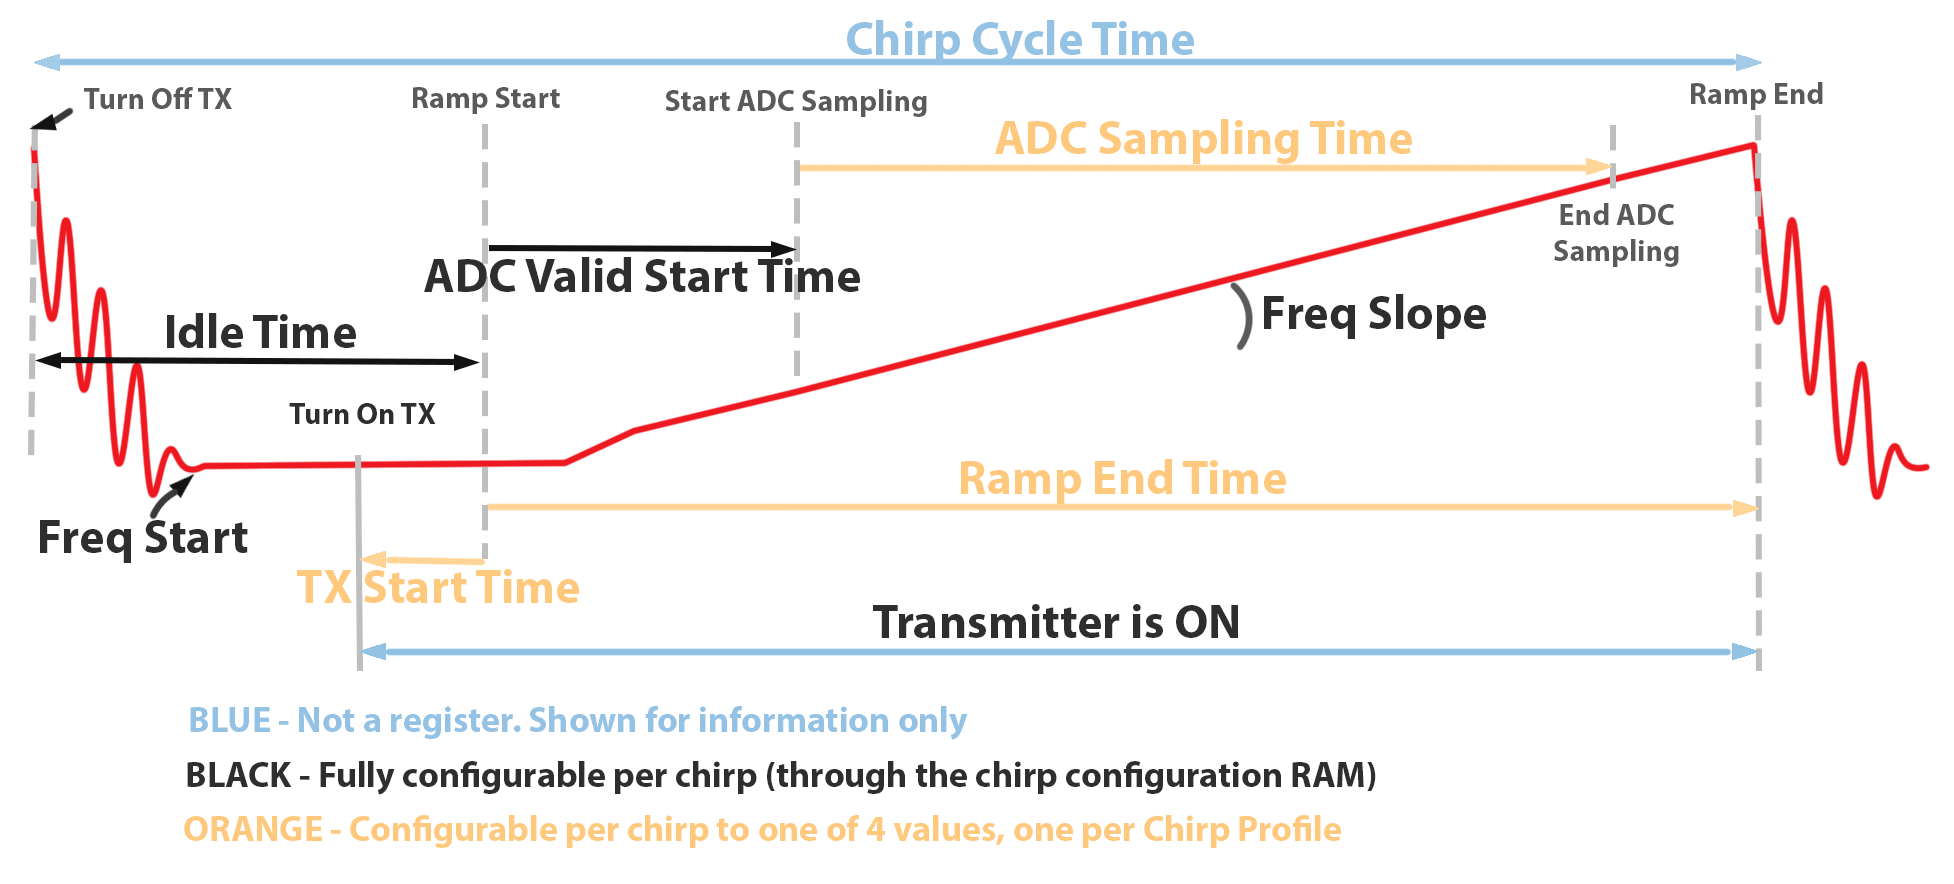 Chirp Cycle Time
Turn Off TX
Ramp Start
Start ADC Sampling
Ramp End
ADC Sampling Time
End ADC
Sampling
ADC Valid Start Time
Idle Time
Freq Slope
Turn On TX
Ramp End Time
Freq Start
TX Start Time
Transmitter is ON
BLUE - Not a register. Shown for information only
BLACK - Fully configurable per chirp (through the chirp configuration RAM)
ORANGE - Configurable per chirp to one of 4 values, one per Chirp Profile